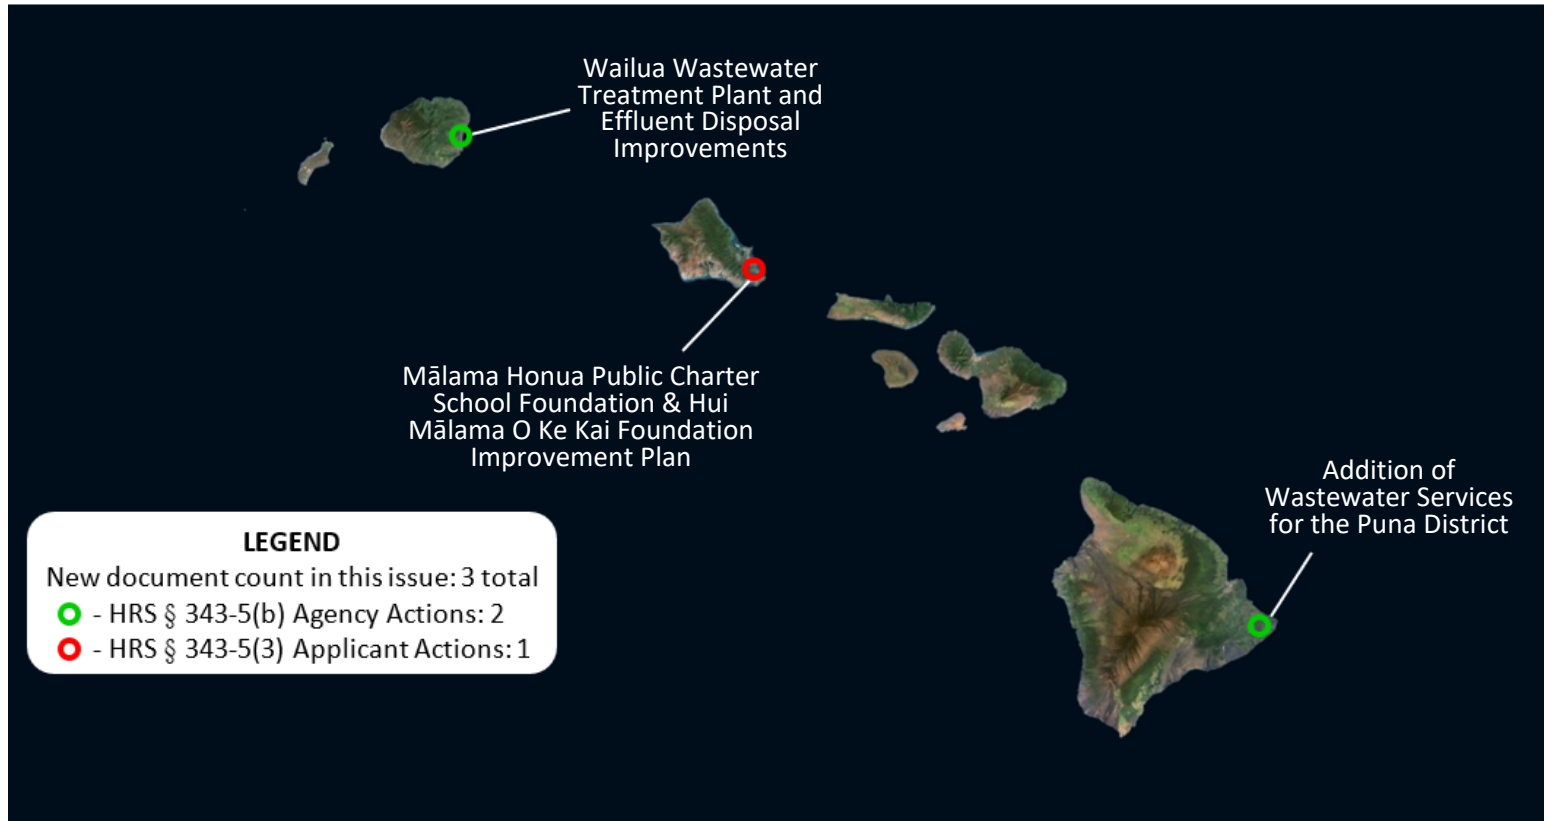 Wailua Wastewater
Treatment Plant and
Effluent Disposal
Improvements
Mālama Honua Public Charter
School Foundation & Hui
Mālama O Ke Kai Foundation
Improvement Plan
Addition of
Wastewater Services
for the Puna District
LEGEND
New document count in this issue: 3 total
- HRS § 343-5(b) Agency Actions: 2
- HRS § 343-5(3) Applicant Actions: 1